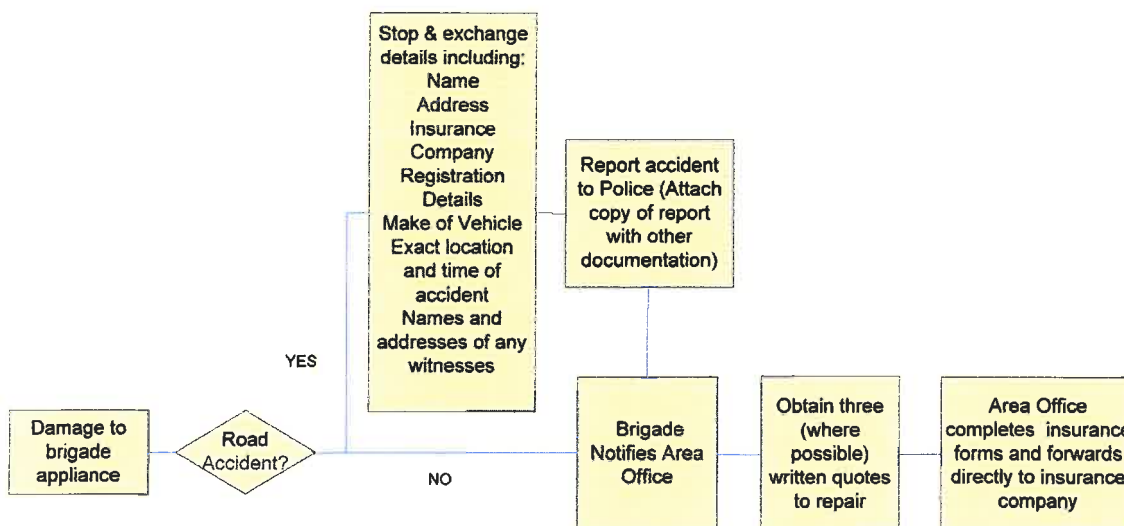 Damage to
brigade
appliance
Road
Accident?
YES
Stop & exchange
details including:
Name
Address
Insurance
Company
Registration
Details
Make of Vehicle
Exact location
and time of
accident
Names and
addresses of any
witnesses
Report accident
to Police (Attach
copy of report
with other
documentation)
NO
Brigade
Notifies Area
Office
Obtain three
(where
possible)
written quotes
to repair
Area Office
completes insurance
forms and forwards
directly to insurance
company